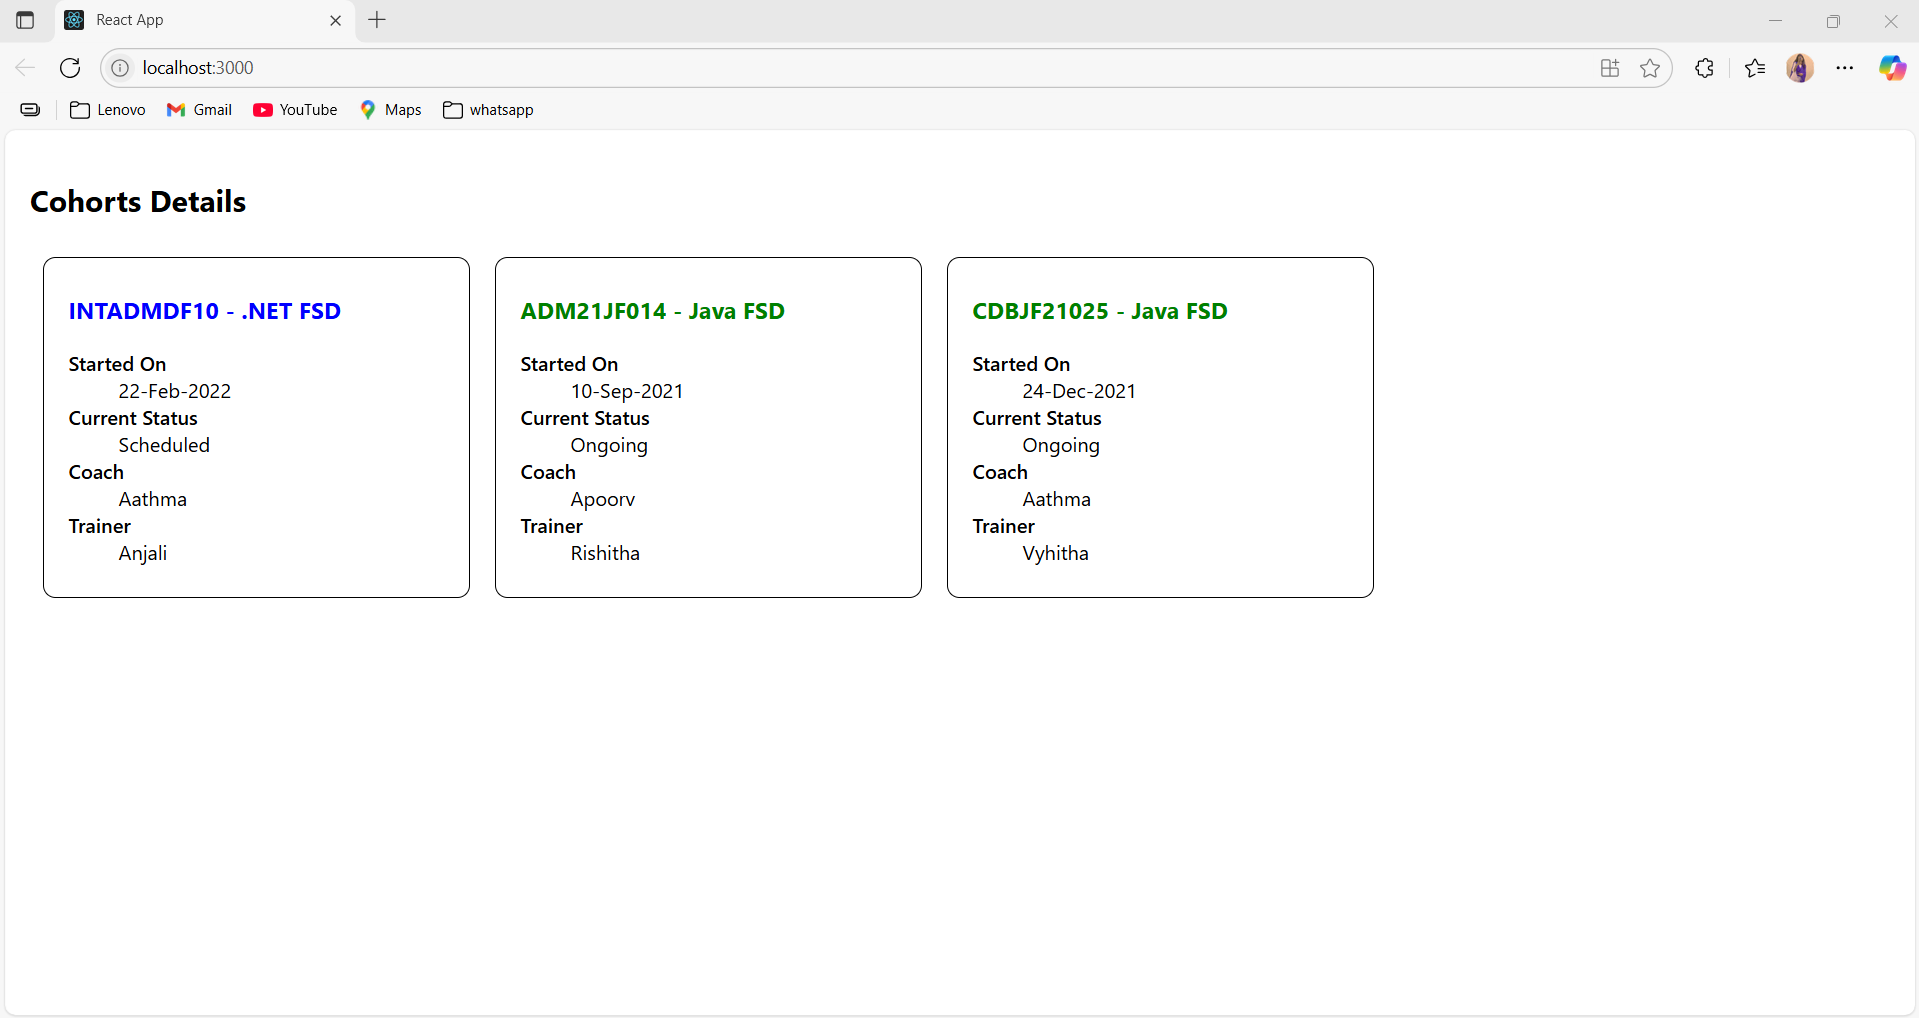 React App
localhost:3000
Lenovo Gmail YouTube Maps whatsapp
Cohorts Details
INTADMDF10 - .NET FSD
Started On
22-Feb-2022
Current Status
Scheduled
Coach
Aathma
Trainer
Anjali
ADM21JF014 - Java FSD
Started On
10-Sep-2021
Current Status
Ongoing
Coach
Apoorv
Trainer
Rishitha
CDBJF21025 - Java FSD
Started On
24-Dec-2021
Current Status
Ongoing
Coach
Aathma
Trainer
Vyhitha